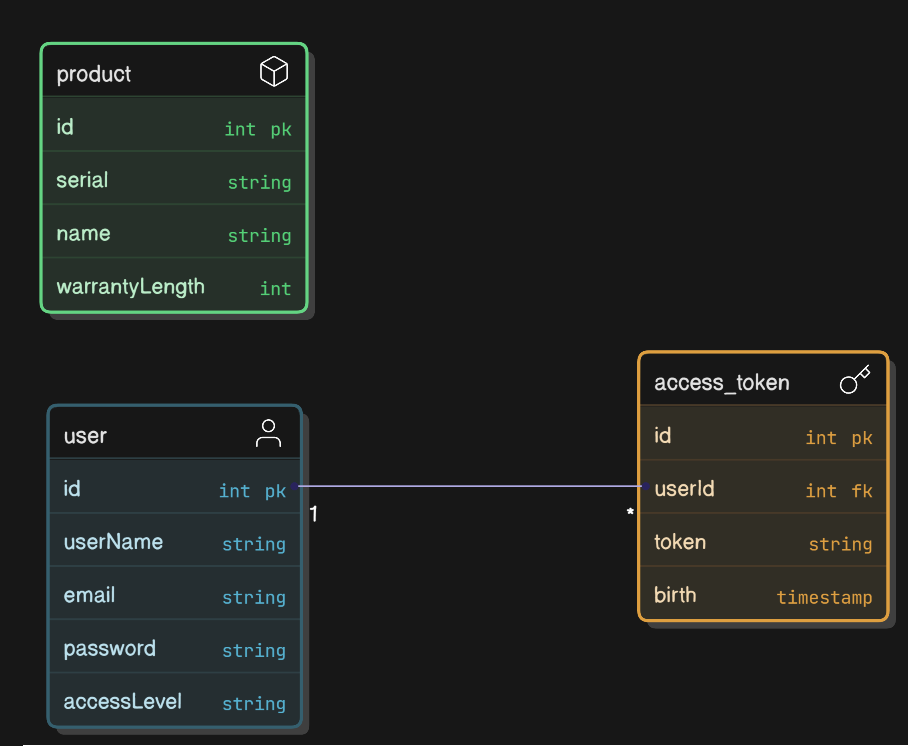 product
id int pk
serial string
name string
warrantyLength int
access_token
id int pk
userId int fk
token string
birth timestamp
user
id int pk
userName string
email string
password string
accessLevel string
1
*